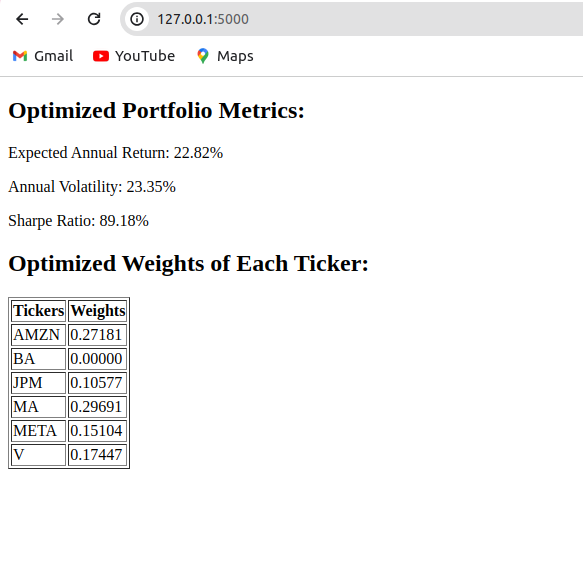 127.0.0.1:5000
Gmail YouTube Maps
Optimized Portfolio Metrics:
Expected Annual Return: 22.82%
Annual Volatility: 23.35%
Sharpe Ratio: 89.18%
Optimized Weights of Each Ticker:
Tickers Weights
AMZN 0.27181
BA 0.00000
JPM 0.10577
MA 0.29691
META 0.15104
V 0.17447